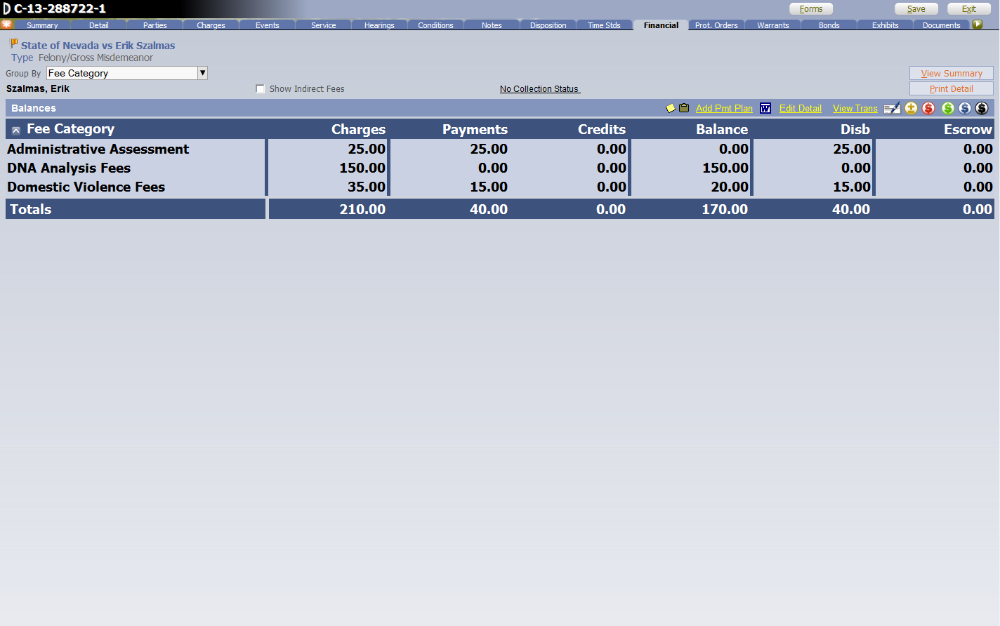 C-13-288722-1 Forms Save Exit
Summary Detail Parties Charges Events Service Hearings Conditions Notes Disposition Time Stds Financial Prot. Orders Warrants Bonds Exhibits Documents
State of Nevada vs Erik Szalmas
Type Felony/Gross Misdemeanor
Group By Fee Category View Summary
Szalmas, Erik Show Indirect Fees No Collection Status Print Detail
Balances Add Pmt Plan W Edit Detail View Trans
Fee Category Charges Payments Credits Balance Disb Escrow
Administrative Assessment 25.00 25.00 0.00 0.00 25.00 0.00
DNA Analysis Fees 150.00 0.00 0.00 150.00 0.00 0.00
Domestic Violence Fees 35.00 15.00 0.00 20.00 15.00 0.00
Totals 210.00 40.00 0.00 170.00 40.00 0.00